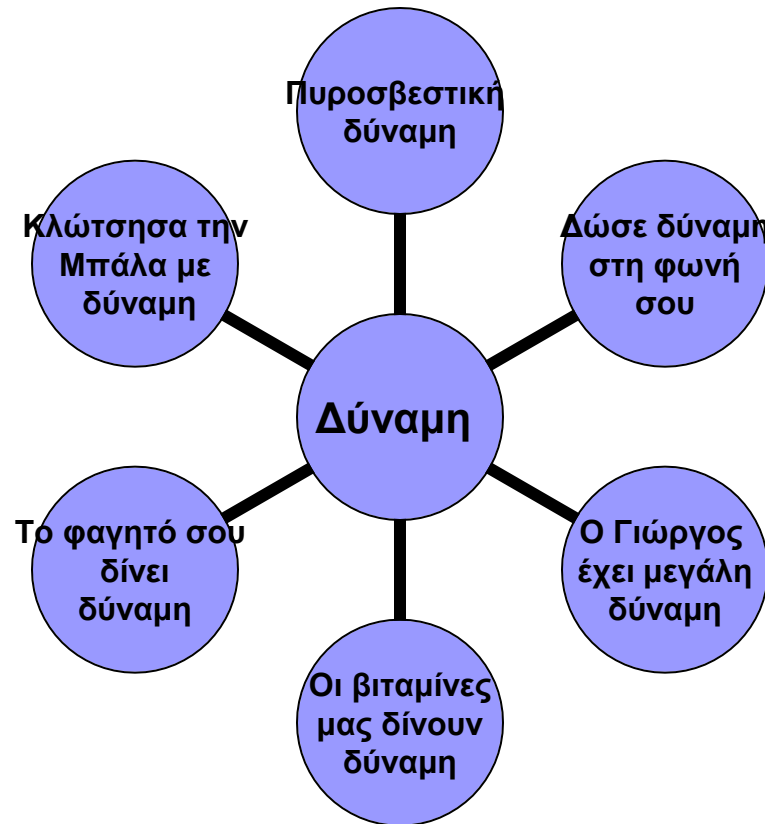 Πυροσβεστική
δύναμη
Κλώτσησα την
Μπάλα με
δύναμη
Δώσε δύναμη
στη φωνή
σου
Δύναμη
Το φαγητό σου
δίνει
δύναμη
Ο Γιώργος
έχει μεγάλη
δύναμη
Οι βιταμίνες
μας δίνουν
δύναμη